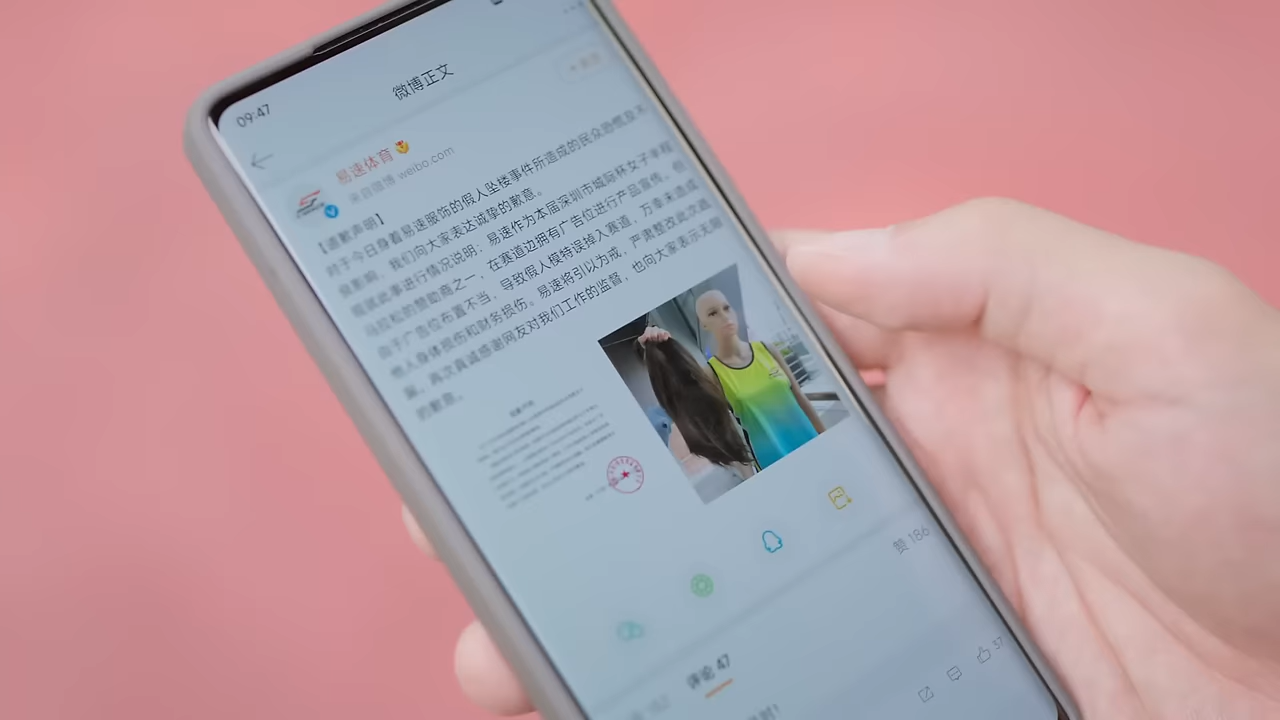 09:47
微博正文
易速体育
来自微博 weibo.com
【道歉声明】
对于今日身着易速服饰的假人坠楼事件所造成的民众恐慌及不
良影响，我们向大家表达诚挚的歉意。
现就此事进行情况说明：易速作为本届深圳市城际杯女子半程
马拉松的赞助商之一，在赛道边拥有广告位进行产品宣传，但
由于广告位布置不当，导致假人模特误掉入赛道，万幸未造成
他人身体损伤和财务损伤。易速将引以为戒，严肃整改此次纰
漏，再次真诚感谢网友对我们工作的监督，也向大家表示无限
的歉意。
赞 186
评论 47
37